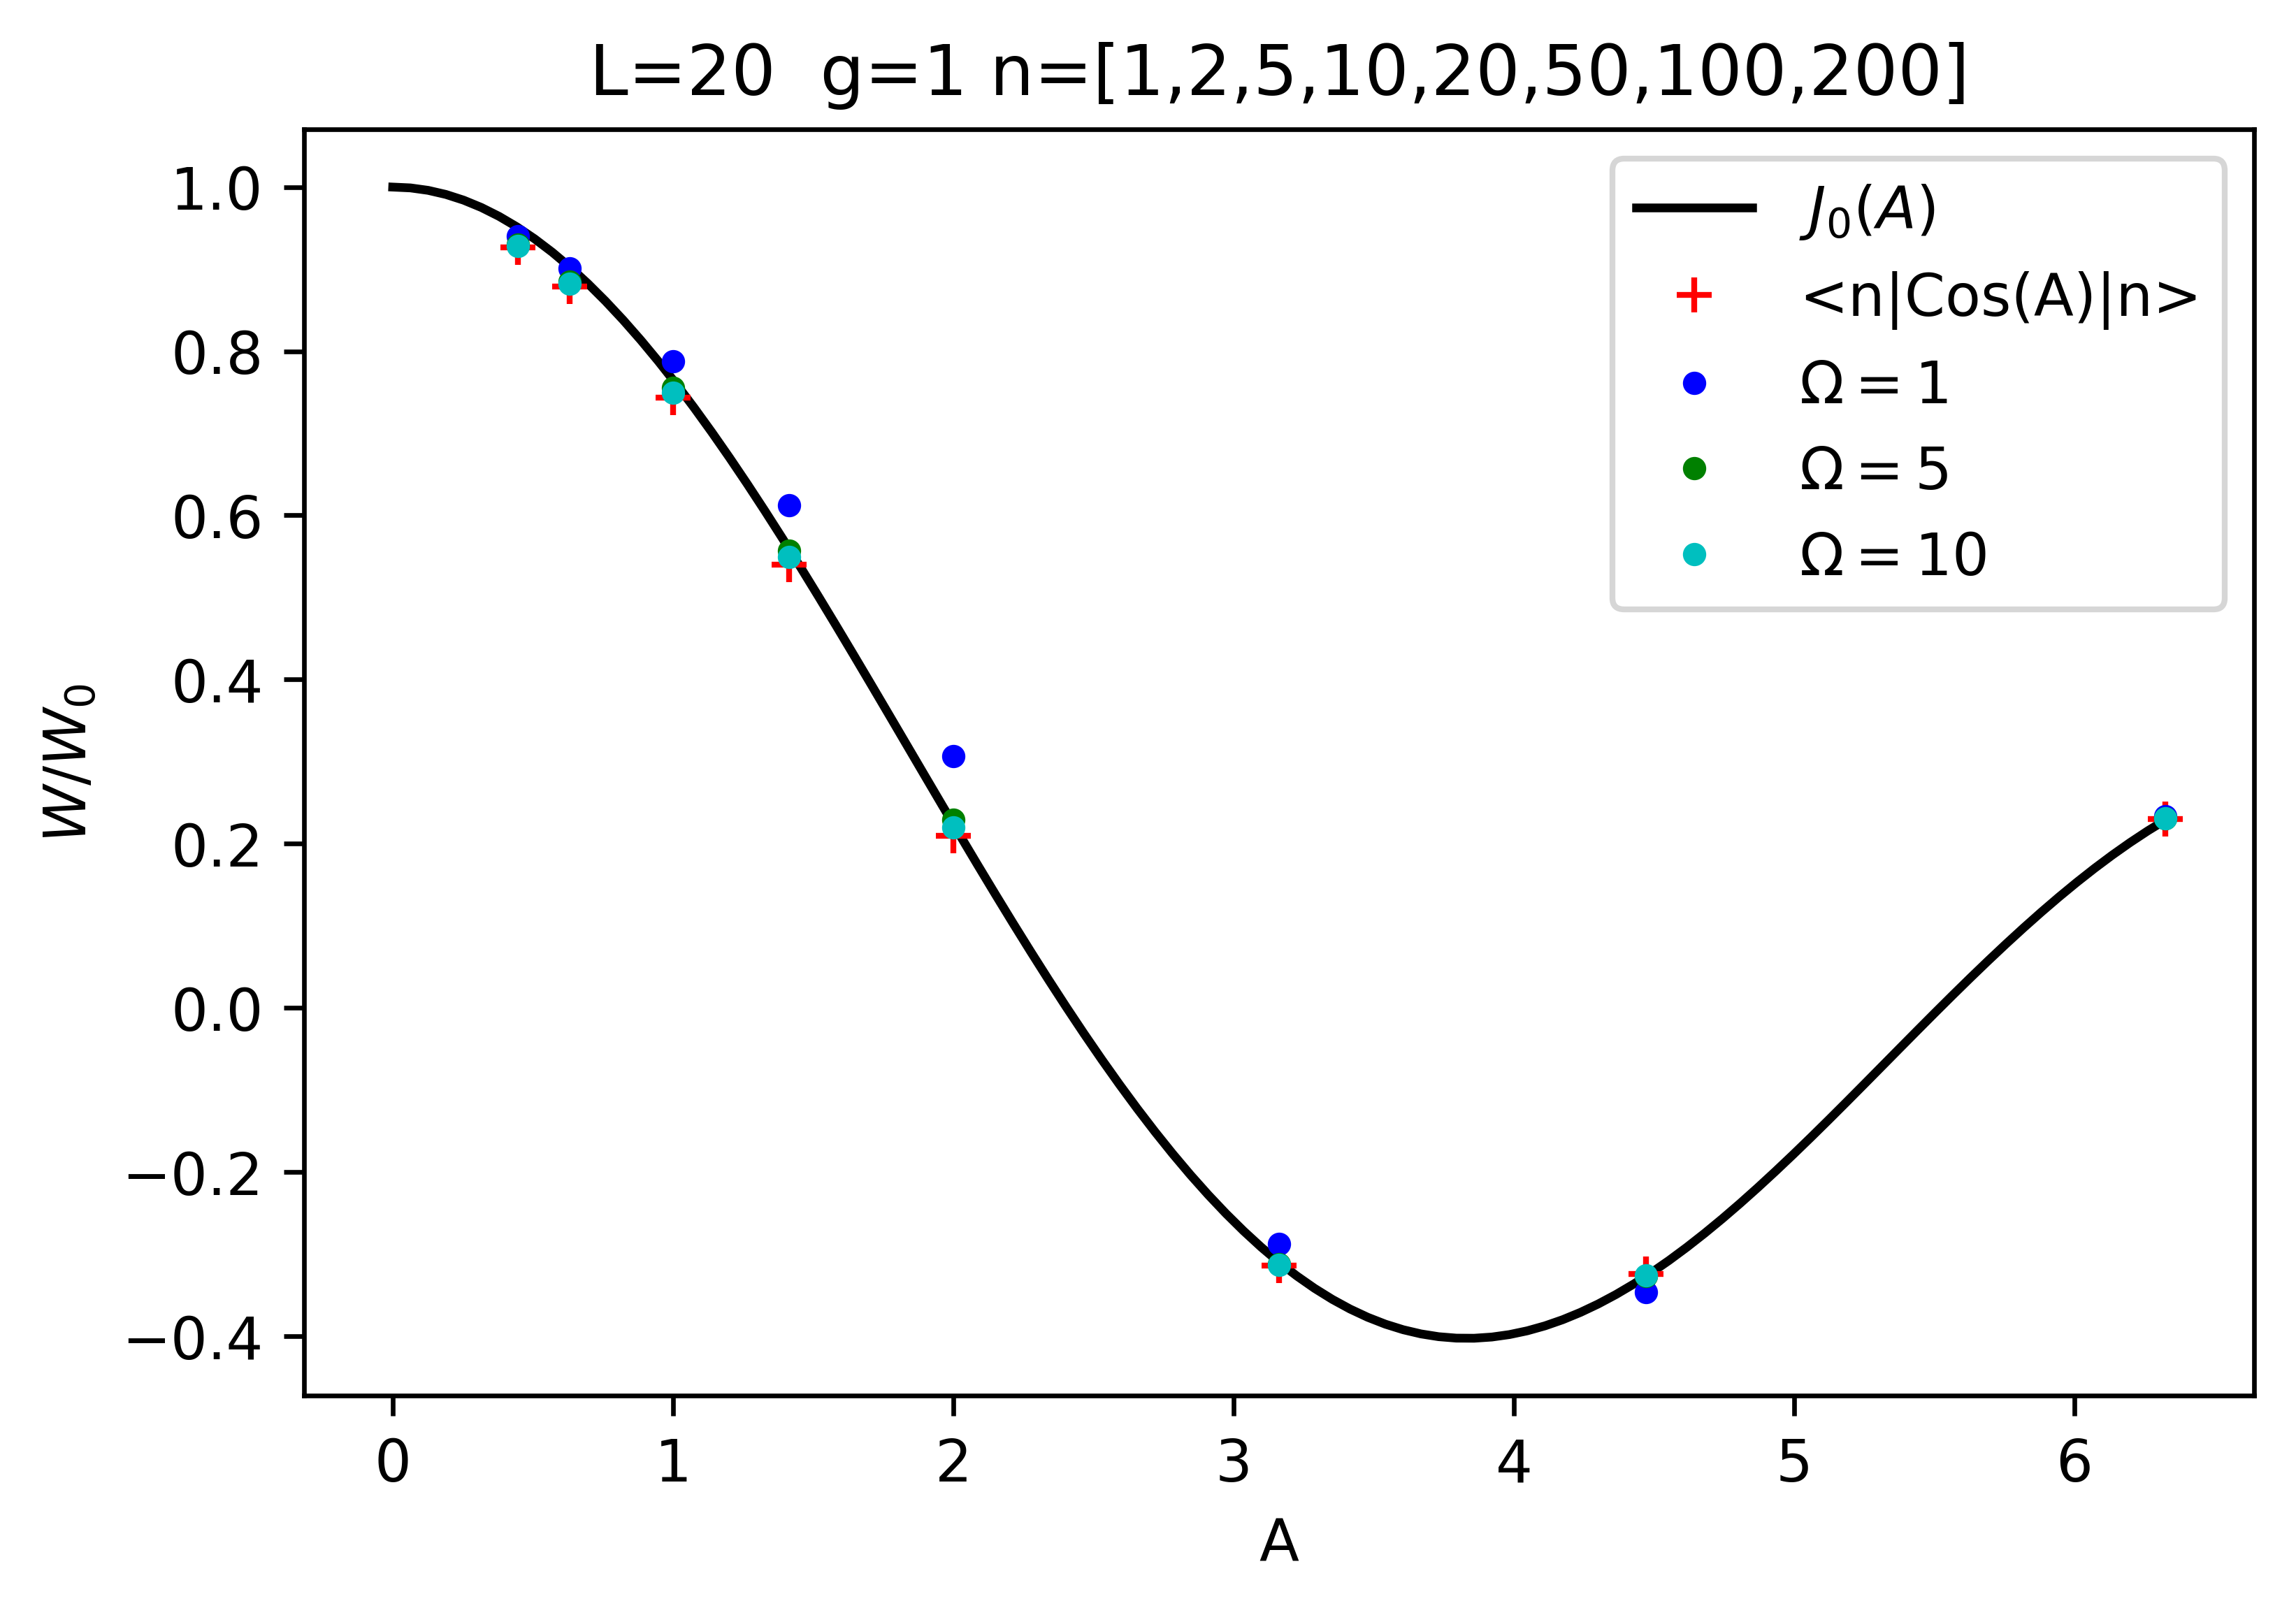 L=20 g=1 n=[1,2,5,10,20,50,100,200]
J₀(A)
<n|Cos(A)|n>
Ω = 1
Ω = 5
Ω = 10
W/W₀
1.0
0.8
0.6
0.4
0.2
0.0
−0.2
−0.4
0 1 2 3 4 5 6
A